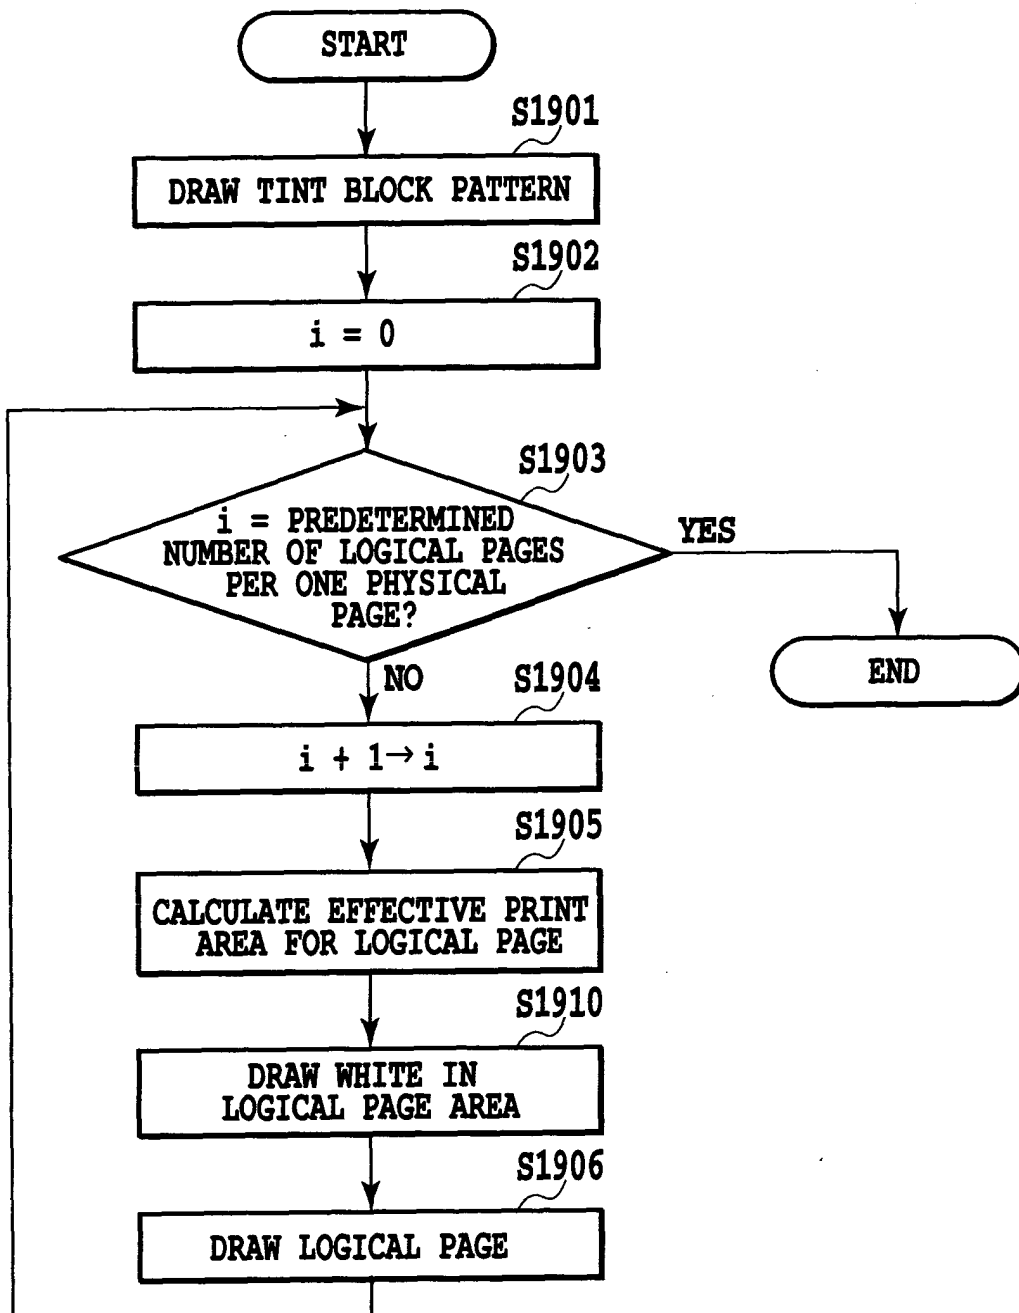 START
S1901
DRAW TINT BLOCK PATTERN
S1902
i = 0
S1903
i = PREDETERMINED
NUMBER OF LOGICAL PAGES
PER ONE PHYSICAL
PAGE?
YES
END
NO
S1904
i + 1→i
S1905
CALCULATE EFFECTIVE PRINT
AREA FOR LOGICAL PAGE
S1910
DRAW WHITE IN
LOGICAL PAGE AREA
S1906
DRAW LOGICAL PAGE